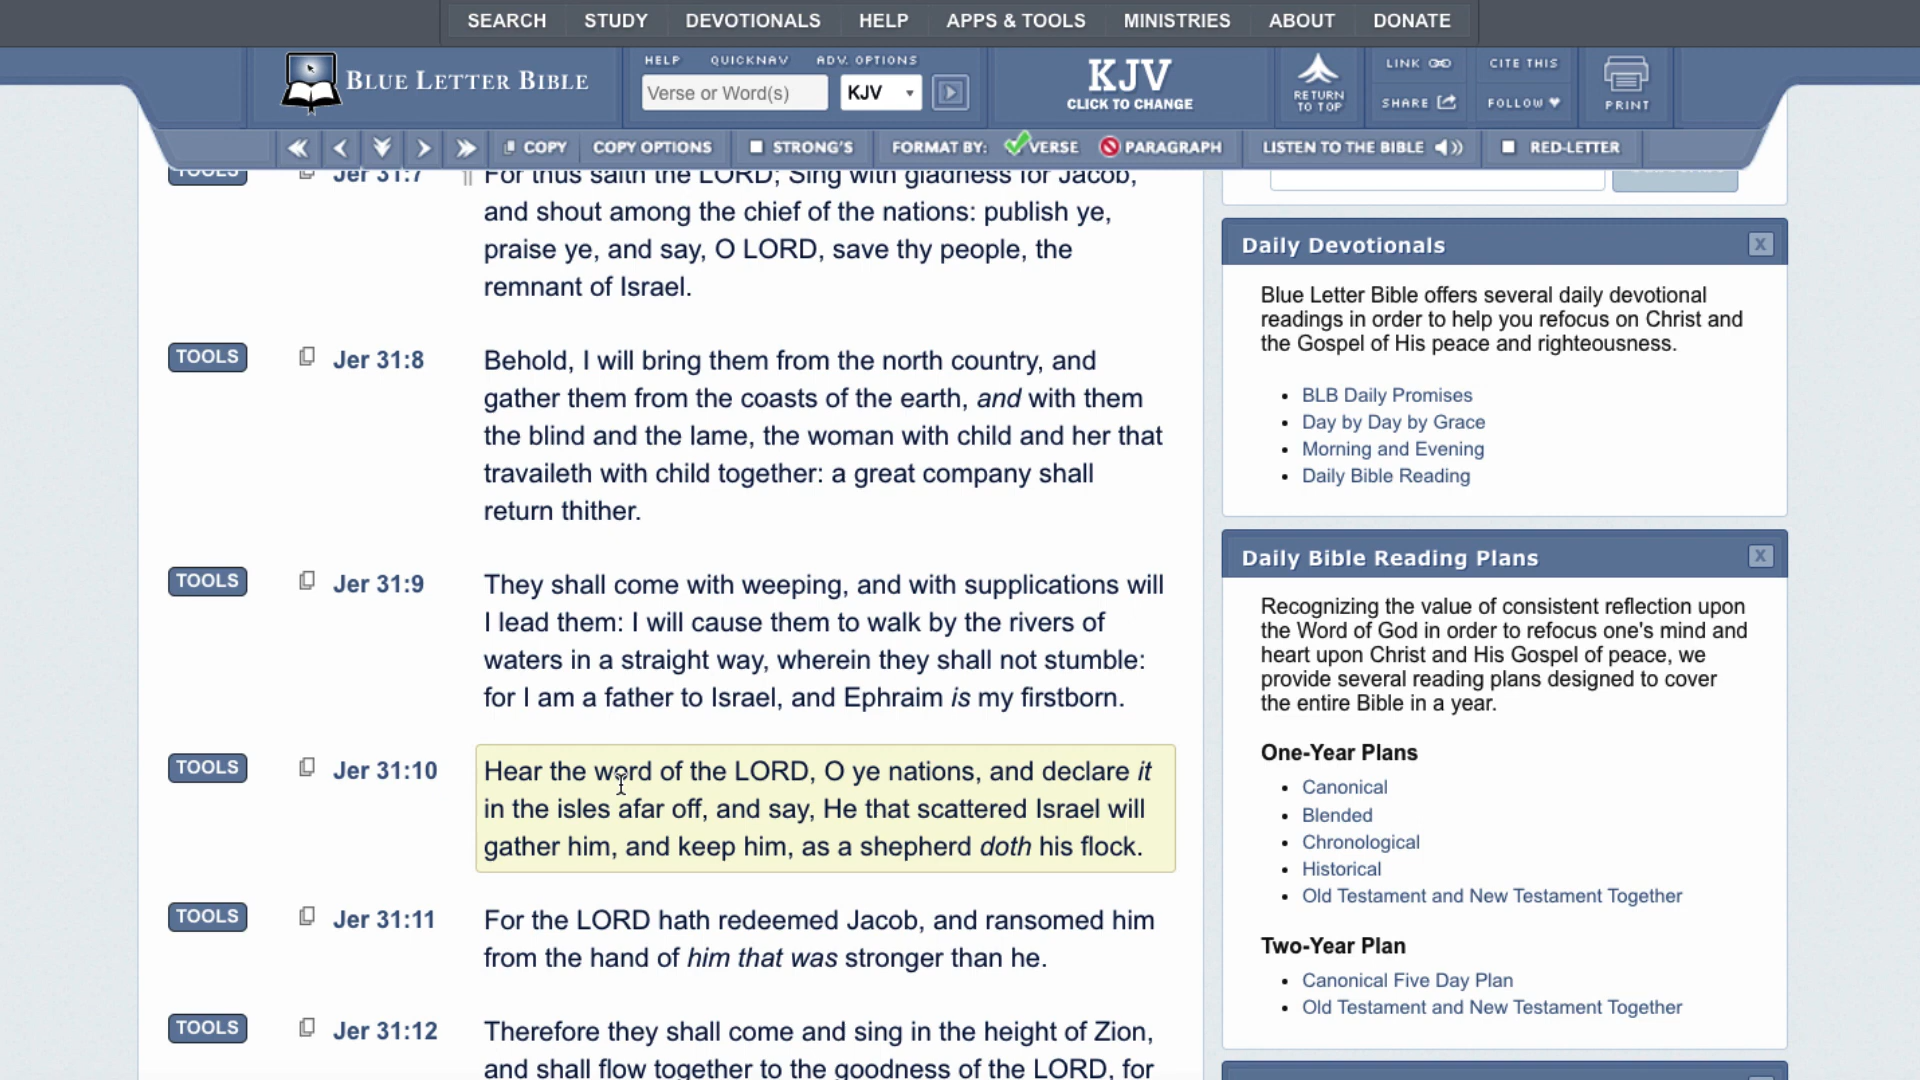 SEARCH STUDY DEVOTIONALS HELP APPS & TOOLS MINISTRIES ABOUT DONATE
BLUE LETTER BIBLE
HELP QUICKNAV ADV. OPTIONS
Verse or Word(s) KJV
KJV
CLICK TO CHANGE
RETURN
TO TOP
LINK CITE THIS
SHARE FOLLOW
PRINT
COPY COPY OPTIONS STRONG'S FORMAT BY: VERSE PARAGRAPH LISTEN TO THE BIBLE RED-LETTER
TOOLS Jer 31:7 ¶ For thus saith the LORD; Sing with gladness for Jacob,
and shout among the chief of the nations: publish ye,
praise ye, and say, O LORD, save thy people, the
remnant of Israel.
TOOLS Jer 31:8 Behold, I will bring them from the north country, and
gather them from the coasts of the earth, and with them
the blind and the lame, the woman with child and her that
travaileth with child together: a great company shall
return thither.
TOOLS Jer 31:9 They shall come with weeping, and with supplications will
I lead them: I will cause them to walk by the rivers of
waters in a straight way, wherein they shall not stumble:
for I am a father to Israel, and Ephraim is my firstborn.
TOOLS Jer 31:10 Hear the word of the LORD, O ye nations, and declare it
in the isles afar off, and say, He that scattered Israel will
gather him, and keep him, as a shepherd doth his flock.
TOOLS Jer 31:11 For the LORD hath redeemed Jacob, and ransomed him
from the hand of him that was stronger than he.
TOOLS Jer 31:12 Therefore they shall come and sing in the height of Zion,
and shall flow together to the goodness of the LORD, for
Daily Devotionals X
Blue Letter Bible offers several daily devotional
readings in order to help you refocus on Christ and
the Gospel of His peace and righteousness.
• BLB Daily Promises
• Day by Day by Grace
• Morning and Evening
• Daily Bible Reading
Daily Bible Reading Plans X
Recognizing the value of consistent reflection upon
the Word of God in order to refocus one's mind and
heart upon Christ and His Gospel of peace, we
provide several reading plans designed to cover
the entire Bible in a year.
One-Year Plans
• Canonical
• Blended
• Chronological
• Historical
• Old Testament and New Testament Together
Two-Year Plan
• Canonical Five Day Plan
• Old Testament and New Testament Together